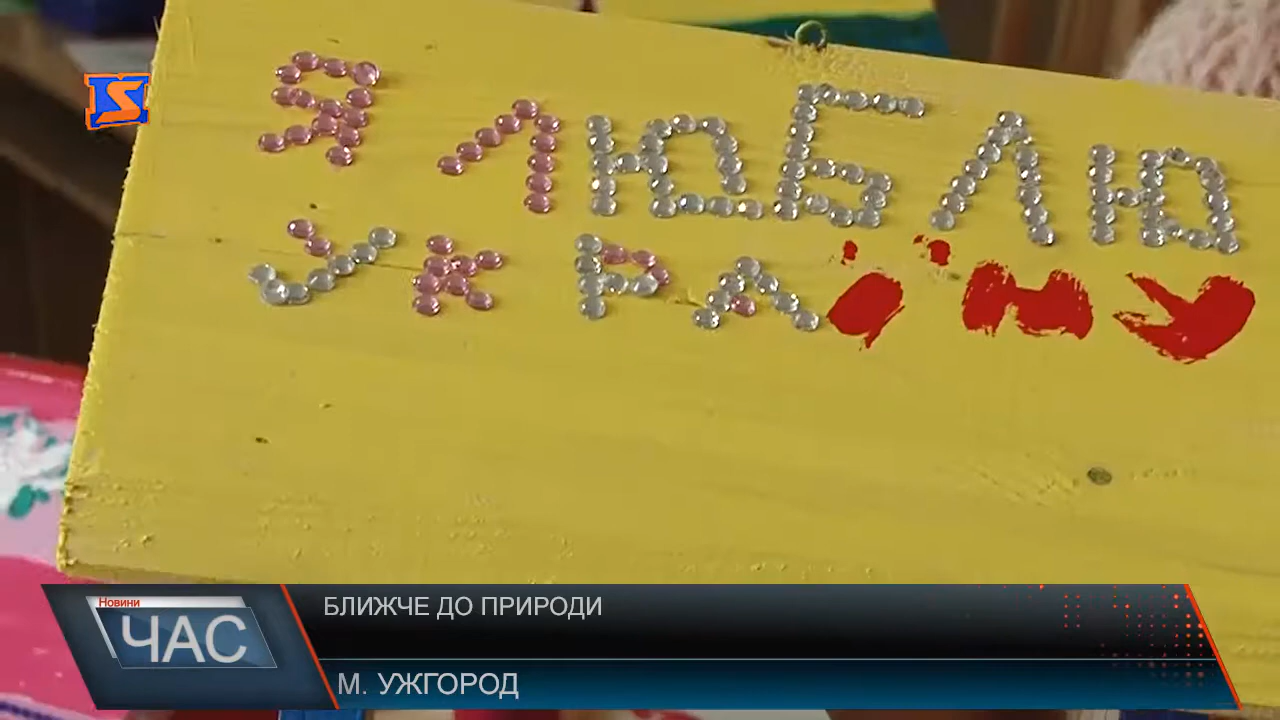 Я ЛЮБЛЮ
УКРАЇНУ
Новини
ЧАС
БЛИЖЧЕ ДО ПРИРОДИ
М. УЖГОРОД